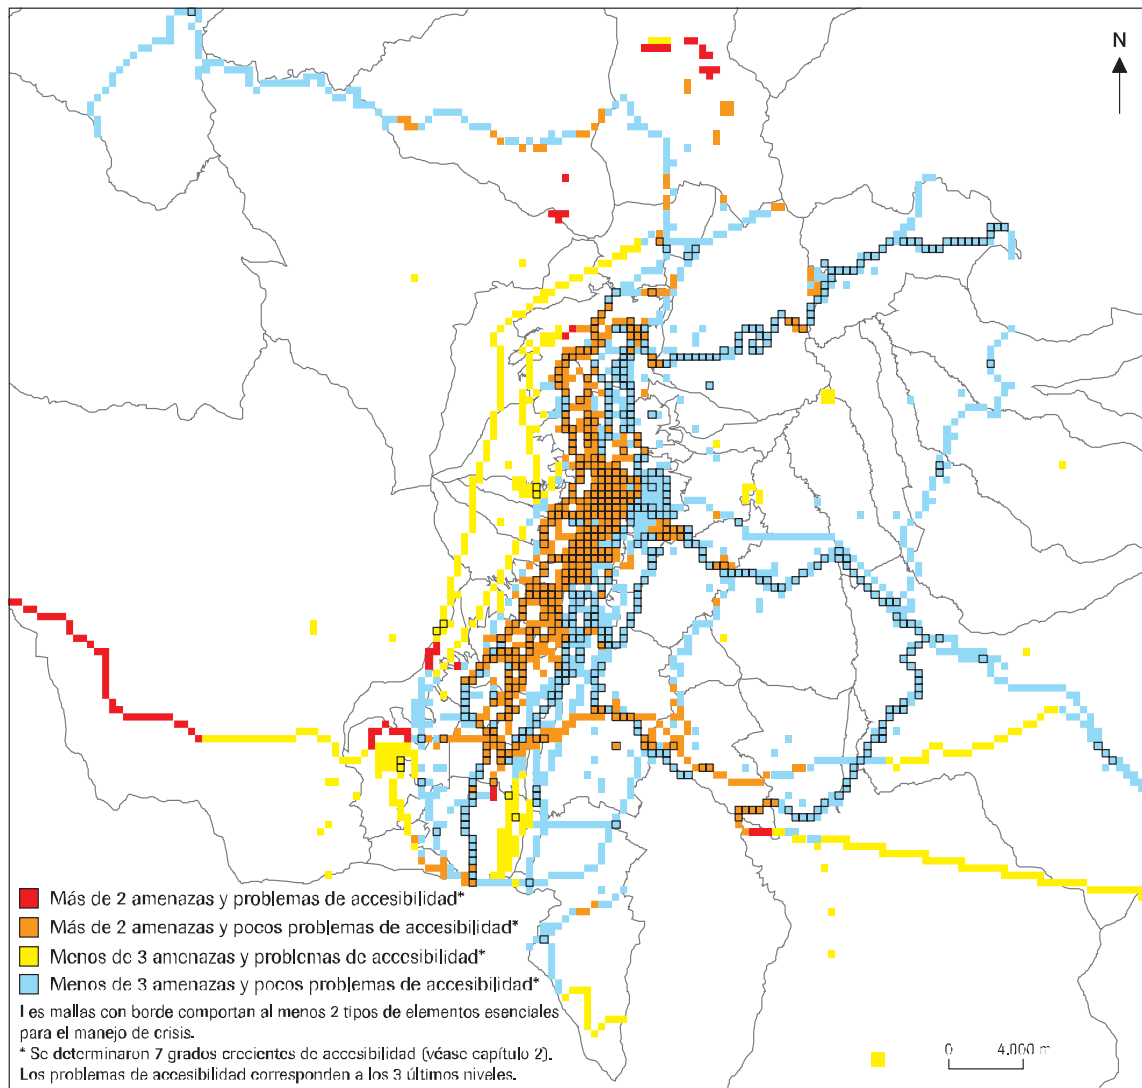 N
Más de 2 amenazas y problemas de accesibilidad*
Más de 2 amenazas y pocos problemas de accesibilidad*
Menos de 3 amenazas y problemas de accesibilidad*
Menos de 3 amenazas y pocos problemas de accesibilidad*
Les mallas con borde comportan al menos 2 tipos de elementos esenciales
para el manejo de crisis.
* Se determinaron 7 grados crecientes de accesibilidad (véase capítulo 2).
Los problemas de accesibilidad corresponden a los 3 últimos niveles.
0 4.000 m